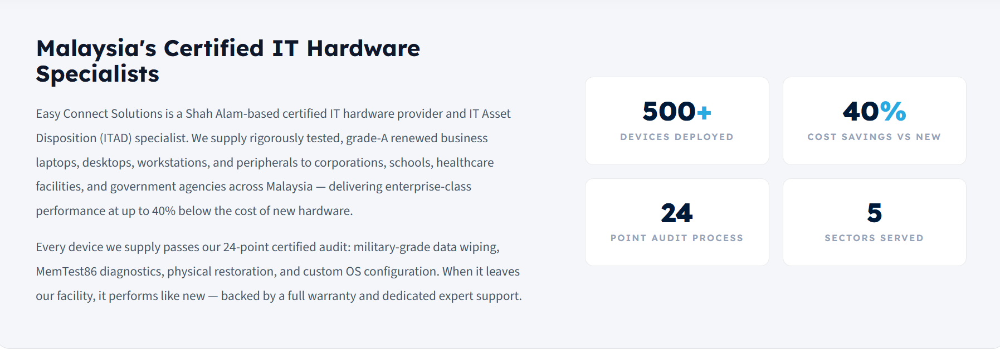 Malaysia's Certified IT Hardware
Specialists
Easy Connect Solutions is a Shah Alam-based certified IT hardware provider and IT Asset
Disposition (ITAD) specialist. We supply rigorously tested, grade-A renewed business
laptops, desktops, workstations, and peripherals to corporations, schools, healthcare
facilities, and government agencies across Malaysia — delivering enterprise-class
performance at up to 40% below the cost of new hardware.
Every device we supply passes our 24-point certified audit: military-grade data wiping,
MemTest86 diagnostics, physical restoration, and custom OS configuration. When it leaves
our facility, it performs like new — backed by a full warranty and dedicated expert support.
500+
DEVICES DEPLOYED
40%
COST SAVINGS VS NEW
24
POINT AUDIT PROCESS
5
SECTORS SERVED